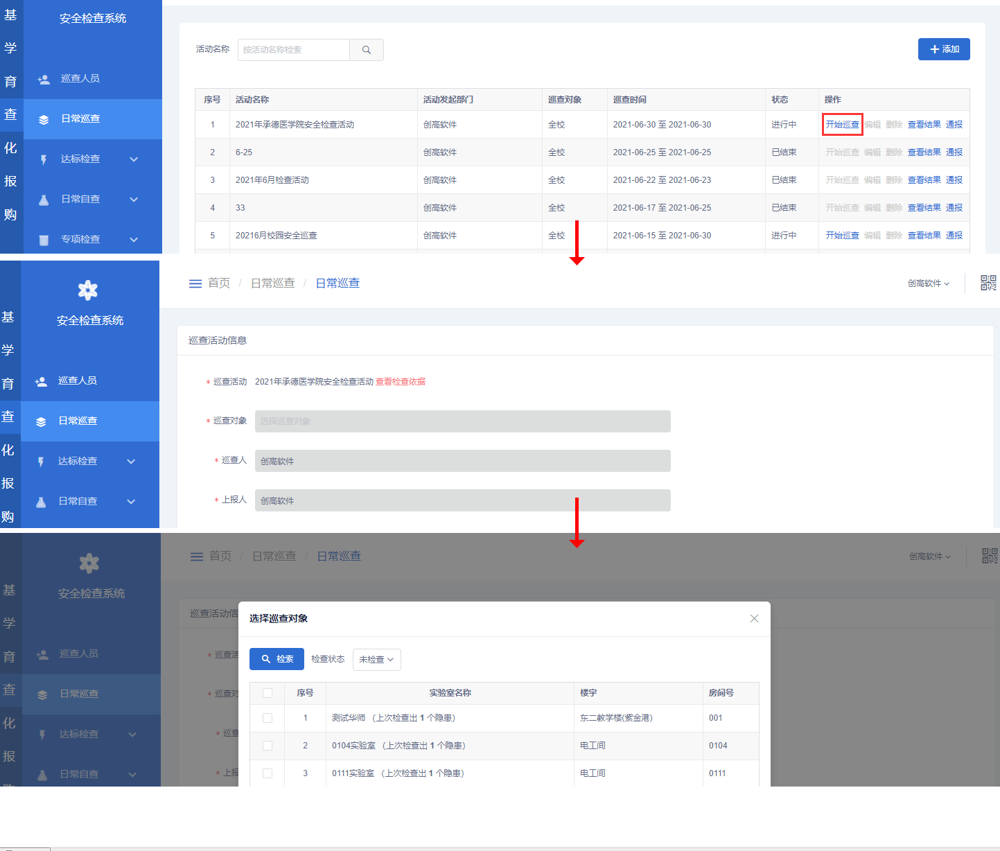 基
学
育
查
化
报
购
安全检查系统
巡查人员
日常巡查
达标检查
日常自查
专项检查
活动名称 按活动名称检索
添加
序号 活动名称 活动发起部门 巡查对象 巡查时间 状态 操作
1 2021年承德医学院安全检查活动 创高软件 全校 2021-06-30 至 2021-06-30 进行中 开始巡查 编辑 删除 查看结果 通报
2 6-25 创高软件 全校 2021-06-25 至 2021-06-25 已结束 开始巡查 编辑 删除 查看结果 通报
3 2021年6月检查活动 创高软件 全校 2021-06-22 至 2021-06-23 已结束 开始巡查 编辑 删除 查看结果 通报
4 33 创高软件 全校 2021-06-17 至 2021-06-25 已结束 开始巡查 编辑 删除 查看结果 通报
5 20216月校园安全巡查 创高软件 全校 2021-06-15 至 2021-06-30 进行中 开始巡查 编辑 删除 查看结果 通报
基
学
育
查
化
报
购
安全检查系统
巡查人员
日常巡查
达标检查
日常自查
首页 / 日常巡查 / 日常巡查
创高软件
巡查活动信息
* 巡查活动 2021年承德医学院安全检查活动 查看检查依据
* 巡查对象 选择巡查对象
* 巡查人 创高软件
* 上报人 创高软件
基
学
育
查
化
报
安全检查系统
巡查人员
日常巡查
达标检查
日常自查
首页 / 日常巡查 / 日常巡查
创高软件
巡查活动信
* 巡查活
* 巡查对
* 巡查
* 上报
选择巡查对象
检索 检查状态 未检查
序号 实验室名称 楼宇 房间号
1 测试华师 （上次检查出 1 个隐患） 东二教学楼(紫金港) 001
2 0104实验室 （上次检查出 1 个隐患） 电工间 0104
3 0111实验室 （上次检查出 1 个隐患） 电工间 0111